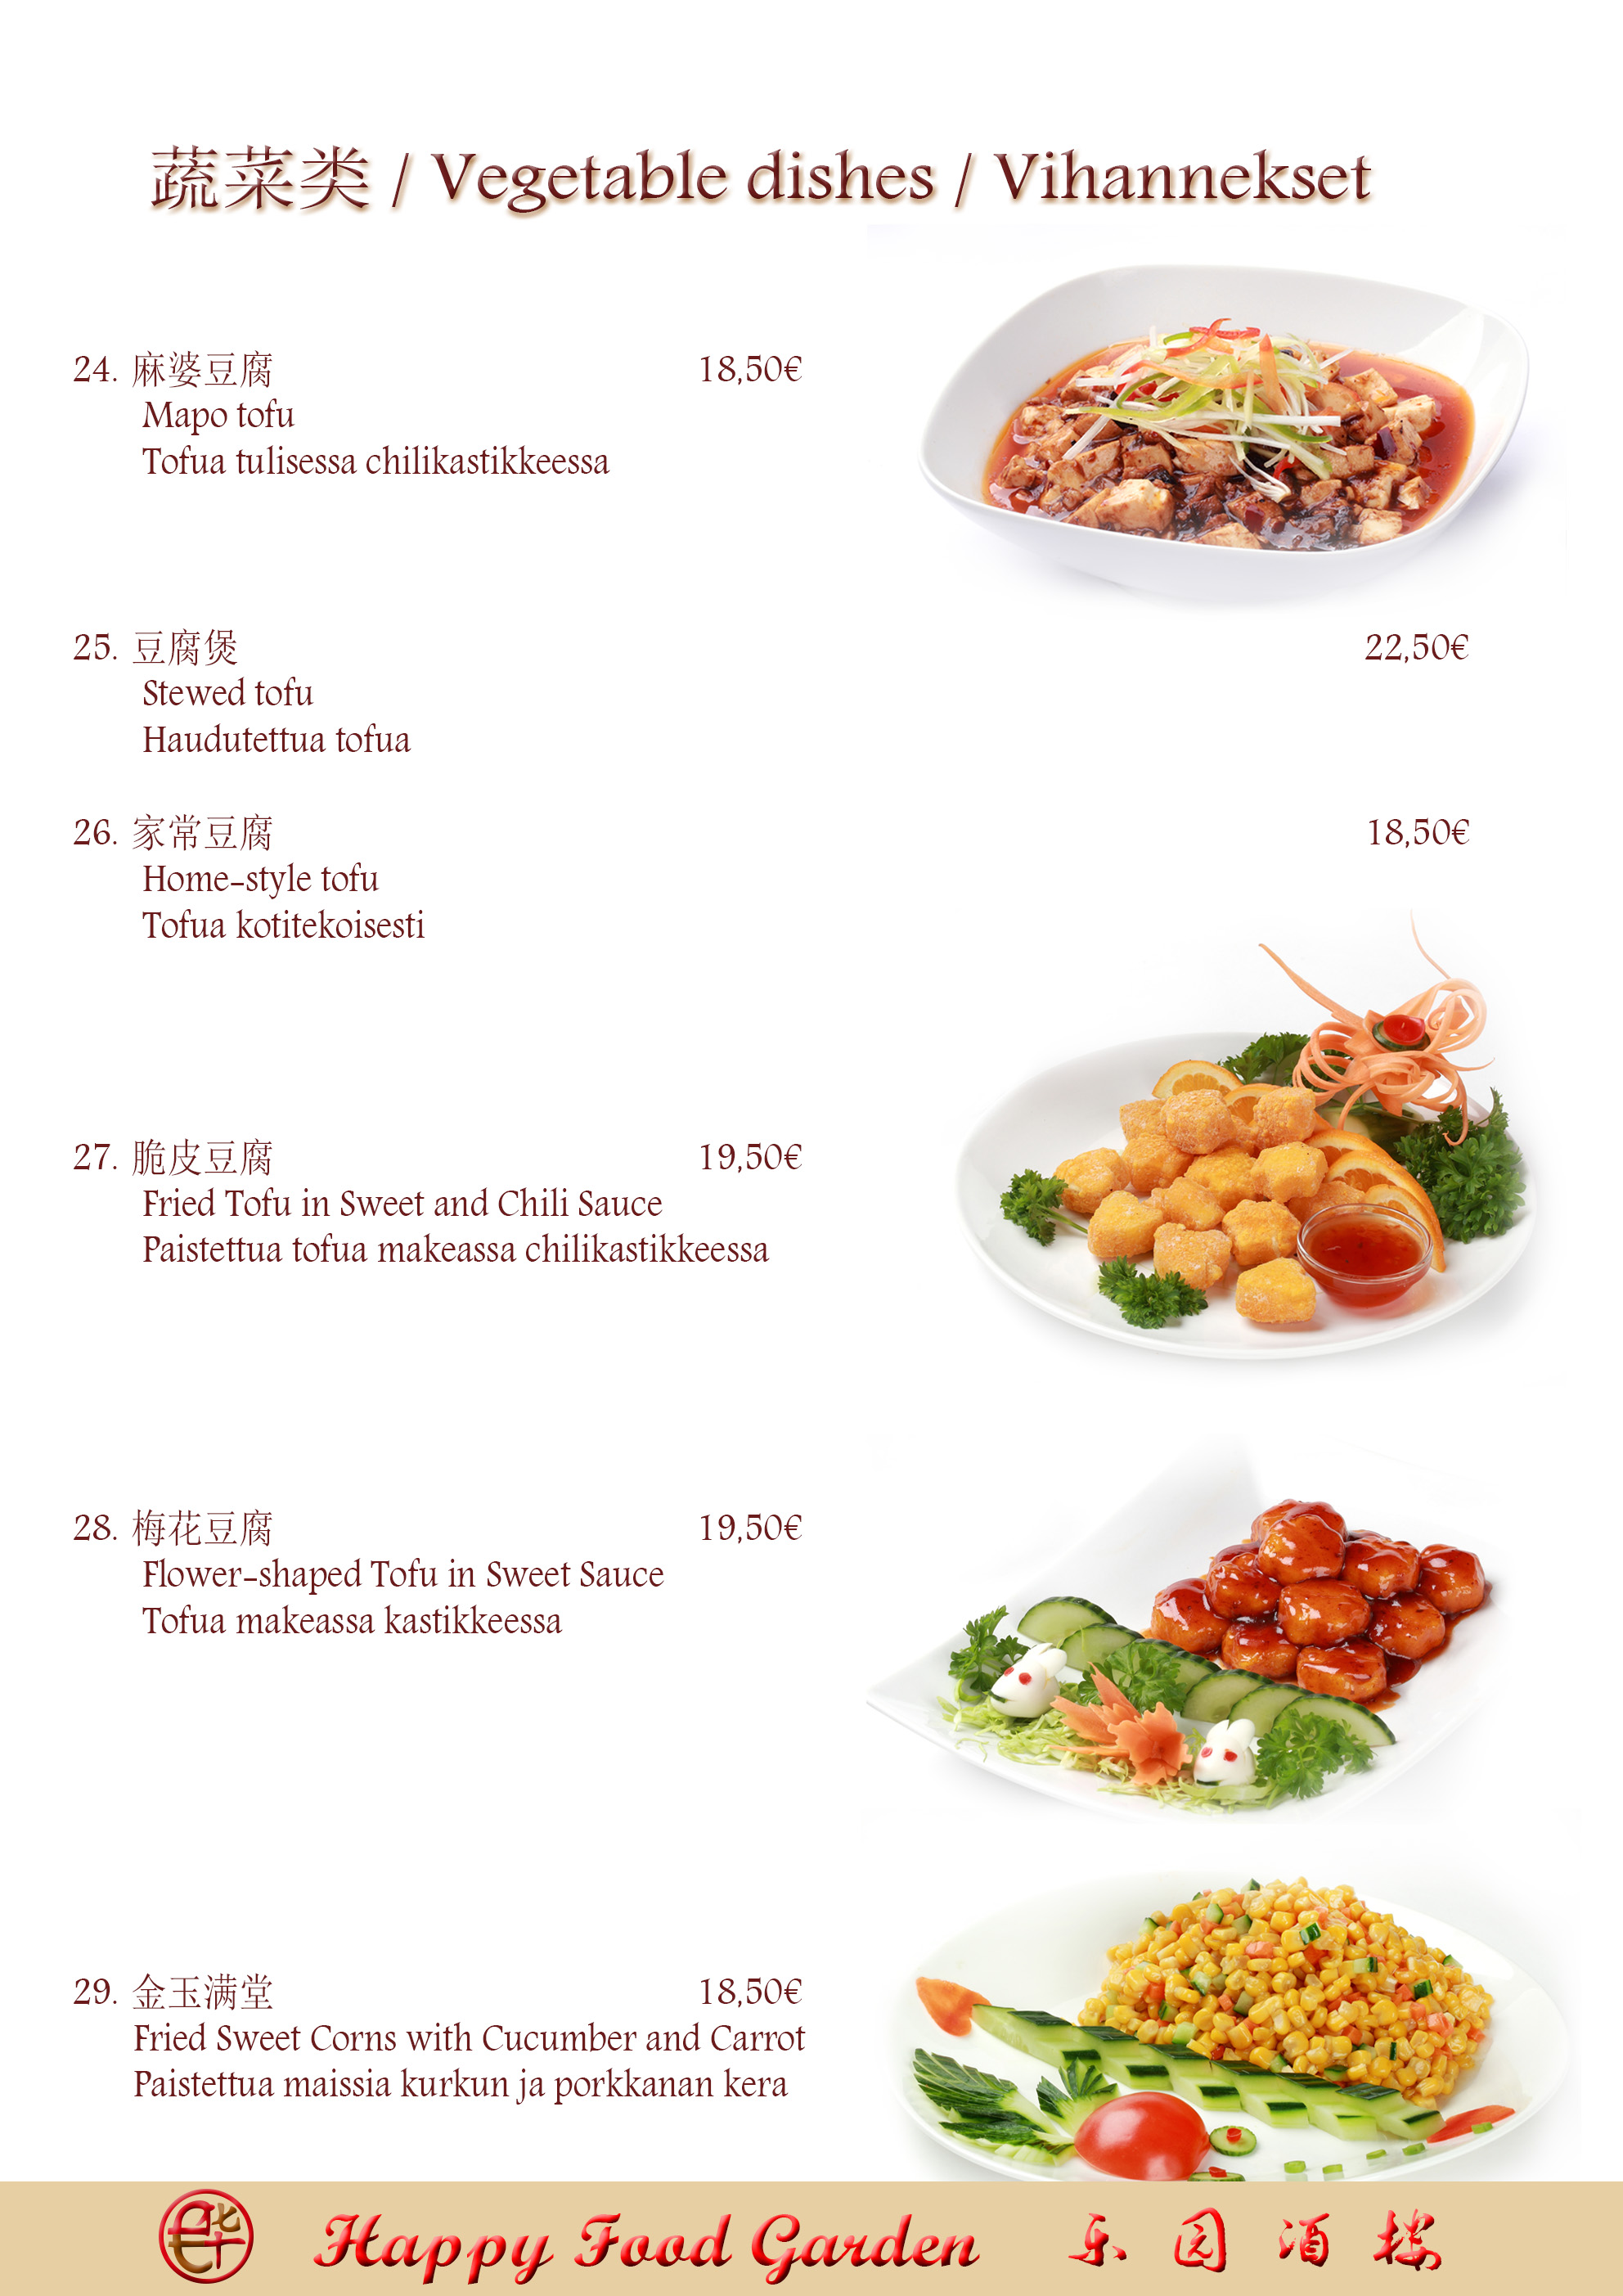 蔬菜类 / Vegetable dishes / Vihannekset
24. 麻婆豆腐 18,50€
Mapo tofu
Tofua tulisessa chilikastikkeessa
25. 豆腐煲 22,50€
Stewed tofu
Haudutettua tofua
26. 家常豆腐 18,50€
Home-style tofu
Tofua kotitekoisesti
27. 脆皮豆腐 19,50€
Fried Tofu in Sweet and Chili Sauce
Paistettua tofua makeassa chilikastikkeessa
28. 梅花豆腐 19,50€
Flower-shaped Tofu in Sweet Sauce
Tofua makeassa kastikkeessa
29. 金玉满堂 18,50€
Fried Sweet Corns with Cucumber and Carrot
Paistettua maissia kurkun ja porkkanan kera
Happy Food Garden 乐园酒楼